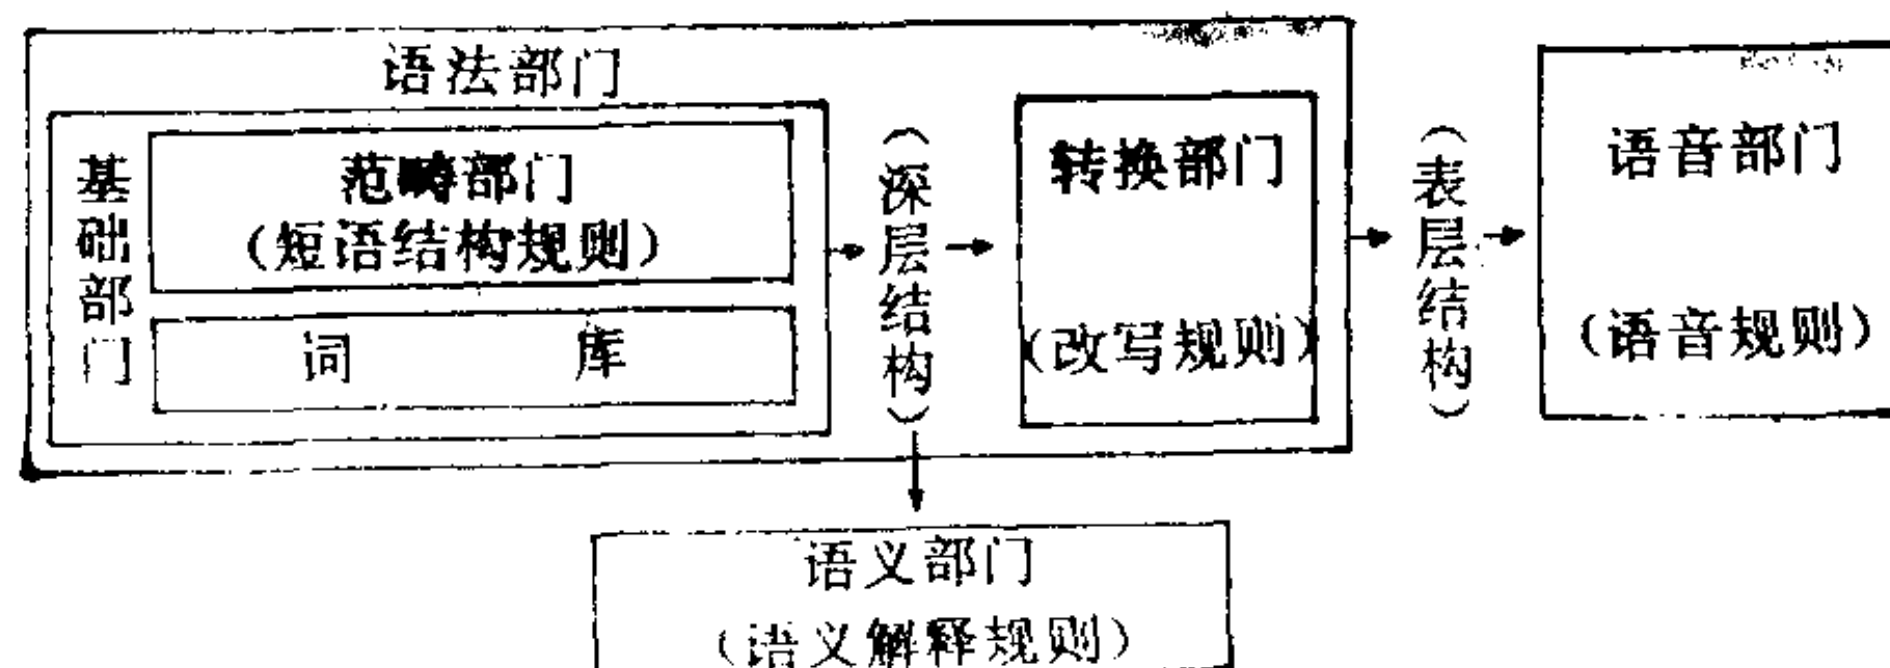 语法部门
基础部门
范畴部门
（短语结构规则）
词 库
（深层结构）
转换部门
（改写规则）
（表层结构）
语音部门
（语音规则）
语义部门
（语义解释规则）